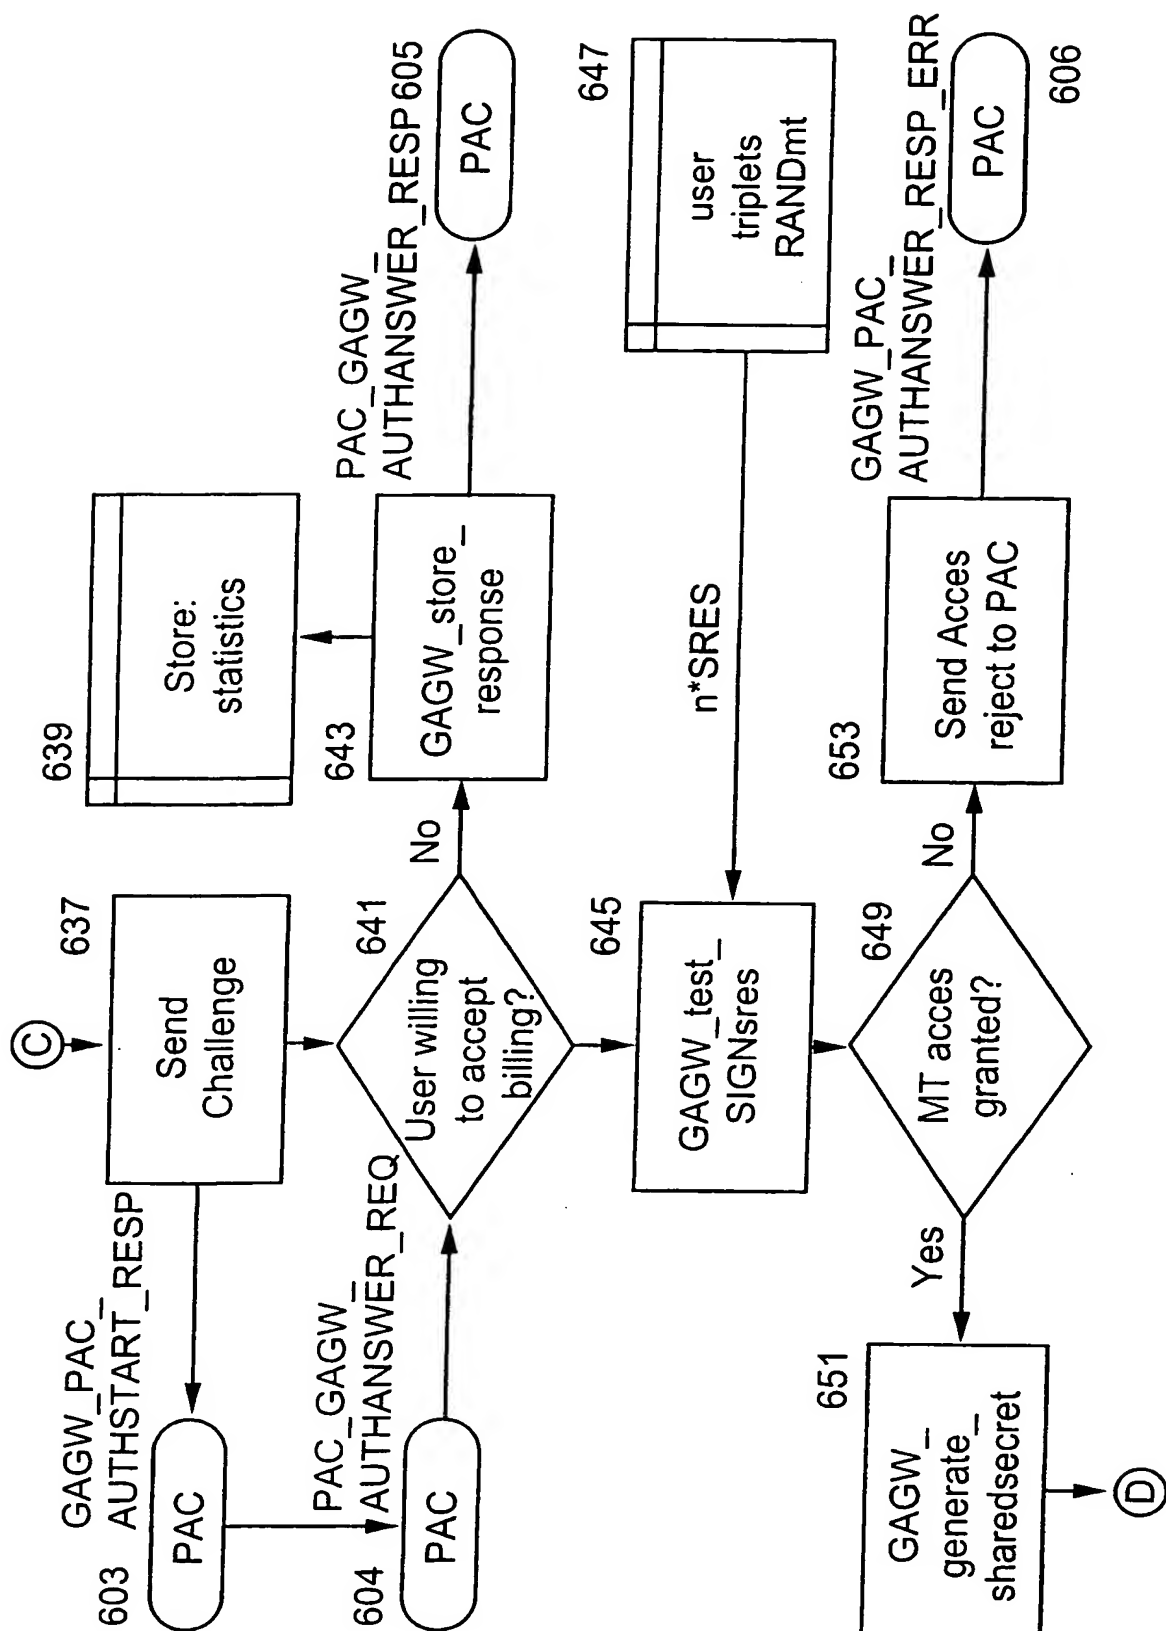 C
637
Send
Challenge
GAGW_PAC_
AUTHSTART_RESP
603
PAC
604
PAC
PAC_GAGW_
AUTHANSWER_REQ
641
User willing
to accept
billing?
No
639
Store:
statistics
643
GAGW_store_
response
PAC_GAGW_
AUTHANSWER_RESP
605
PAC
645
GAGW_test_
SIGNsres
n*SRES
647
user
triplets
RANDmt
649
MT acces
granted?
No
653
Send Acces
reject to PAC
GAGW_PAC_
AUTHANSWER_RESP_ERR
606
PAC
Yes
651
GAGW_
generate_
sharedsecret
D